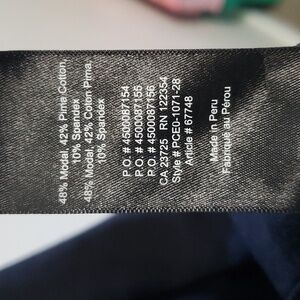 48% Modal, 42% Pima Cotton,
10% Spandex
48% Modal, 42% Coton Pima,
10% Spandex
P.O. # 4500087154
P.O. # 4500087155
P.O. # 4500087156
CA 23725 RN 122354
Style # PCE0-1071-28
Article # 67748
Made in Peru
Fabriqué au Pérou